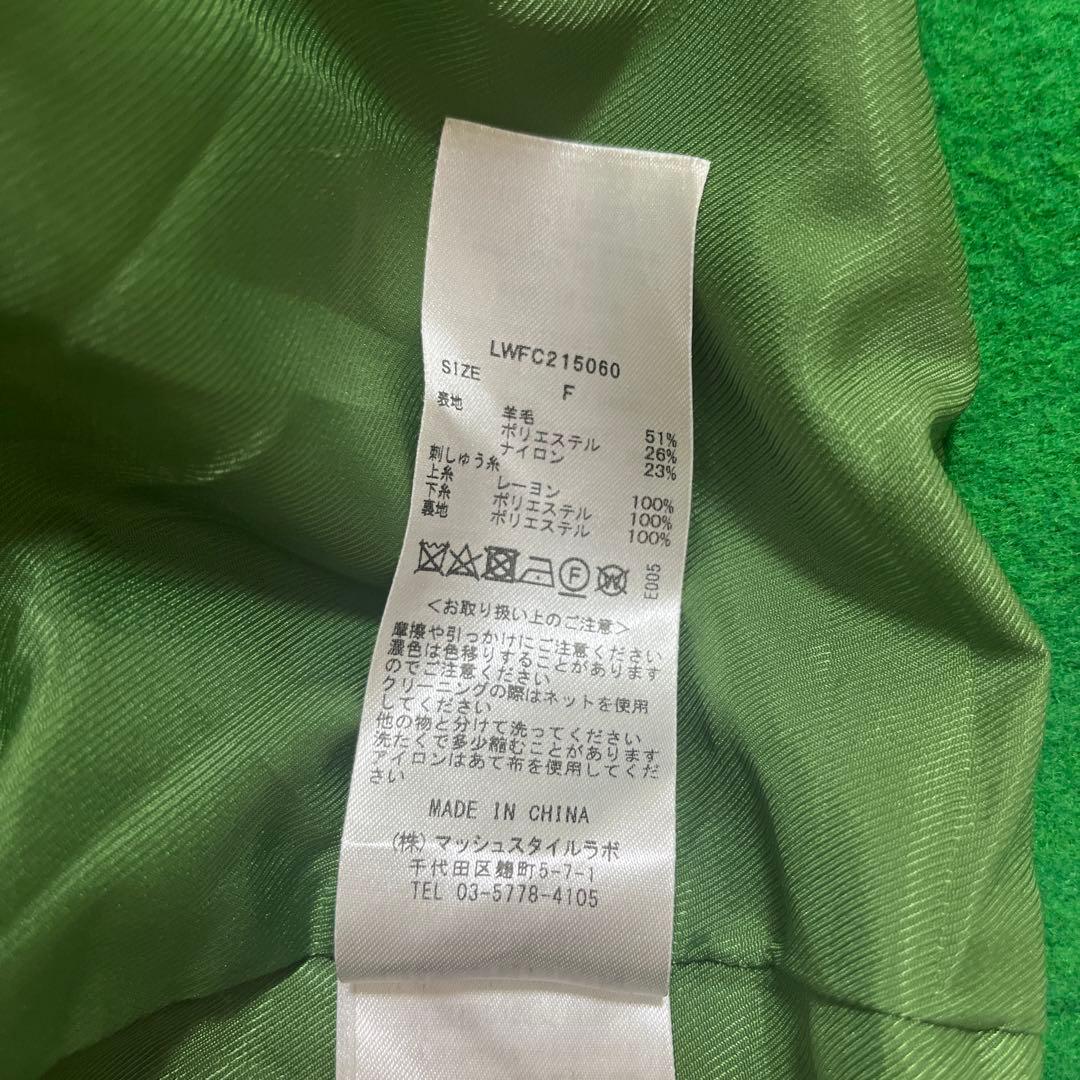 LWFC215060
SIZE F
表地 羊毛 51%
ポリエステル 26%
ナイロン 23%
刺しゅう糸
上糸 レーヨン 100%
下糸 ポリエステル 100%
裏地 ポリエステル 100%
F W E005
<お取り扱い上のご注意>
摩擦や引っかけにご注意ください
濃色は色移りすることがあります
のでご注意ください
クリーニングの際はネットを使用
してください
他の物と分けて洗ってください
洗たくで多少縮むことがあります
アイロンはあて布を使用してくだ
さい
MADE IN CHINA
(株)マッシュスタイルラボ
千代田区麹町5-7-1
TEL 03-5778-4105